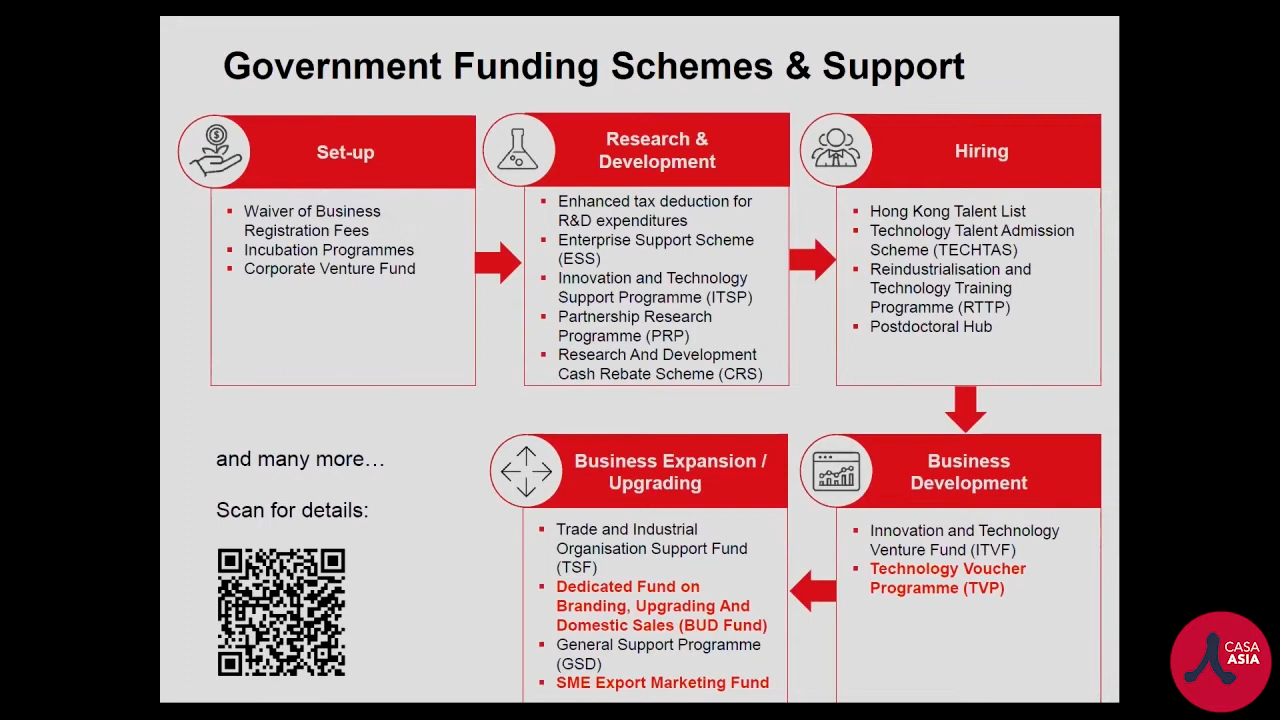 Government Funding Schemes & Support
Set-up
Waiver of Business
Registration Fees
Incubation Programmes
Corporate Venture Fund
Research &
Development
Enhanced tax deduction for
R&D expenditures
Enterprise Support Scheme
(ESS)
Innovation and Technology
Support Programme (ITSP)
Partnership Research
Programme (PRP)
Research And Development
Cash Rebate Scheme (CRS)
Hiring
Hong Kong Talent List
Technology Talent Admission
Scheme (TECHTAS)
Reindustrialisation and
Technology Training
Programme (RTTP)
Postdoctoral Hub
Business
Development
Innovation and Technology
Venture Fund (ITVF)
Technology Voucher
Programme (TVP)
Business Expansion /
Upgrading
Trade and Industrial
Organisation Support Fund
(TSF)
Dedicated Fund on
Branding, Upgrading And
Domestic Sales (BUD Fund)
General Support Programme
(GSD)
SME Export Marketing Fund
and many more…
Scan for details:
CASA
ASIA